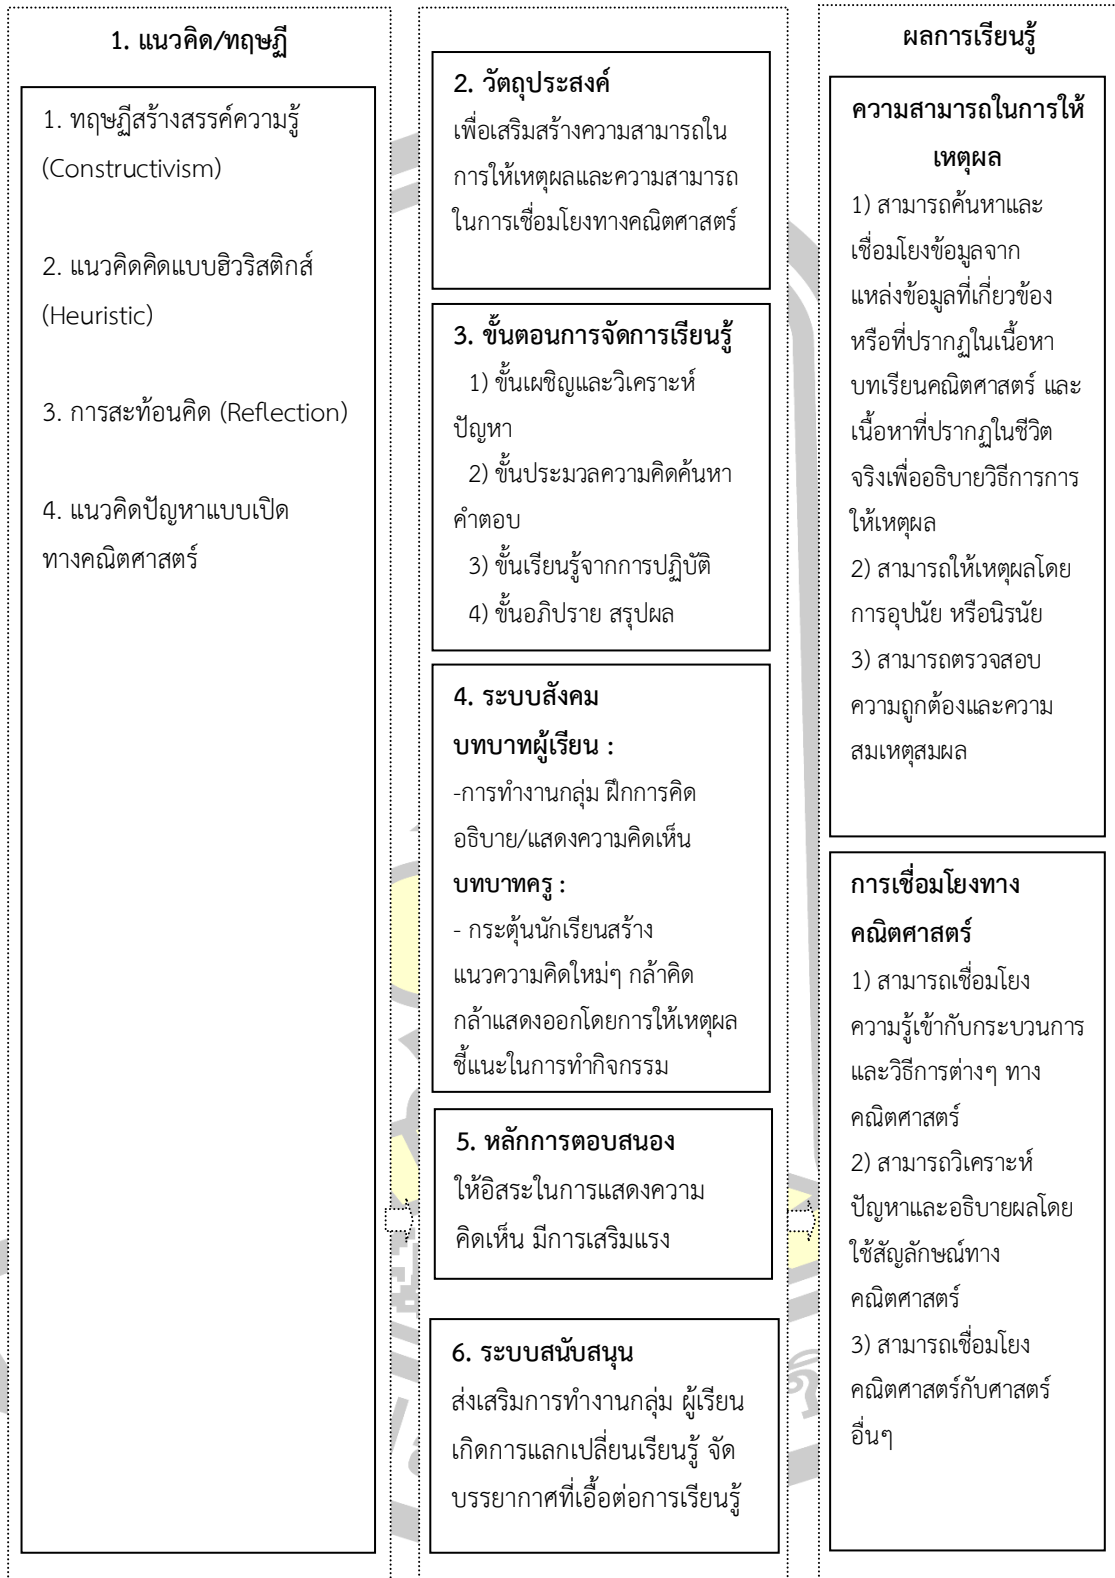 1. แนวคิด/ทฤษฎี
1. ทฤษฎีสร้างสรรค์ความรู้
(Constructivism)
2. แนวคิดคิดแบบฮิวริสติกส์
(Heuristic)
3. การสะท้อนคิด (Reflection)
4. แนวคิดปัญหาแบบเปิด
ทางคณิตศาสตร์
2. วัตถุประสงค์
เพื่อเสริมสร้างความสามารถใน
การให้เหตุผลและความสามารถ
ในการเชื่อมโยงทางคณิตศาสตร์
3. ขั้นตอนการจัดการเรียนรู้
1) ขั้นเผชิญและวิเคราะห์
ปัญหา
2) ขั้นประมวลความคิดค้นหา
คำตอบ
3) ขั้นเรียนรู้จากการปฏิบัติ
4) ขั้นอภิปราย สรุปผล
4. ระบบสังคม
บทบาทผู้เรียน :
-การทำงานกลุ่ม ฝึกการคิด
อธิบาย/แสดงความคิดเห็น
บทบาทครู :
- กระตุ้นนักเรียนสร้าง
แนวความคิดใหม่ๆ กล้าคิด
กล้าแสดงออกโดยการให้เหตุผล
ชี้แนะในการทำกิจกรรม
5. หลักการตอบสนอง
ให้อิสระในการแสดงความ
คิดเห็น มีการเสริมแรง
6. ระบบสนับสนุน
ส่งเสริมการทำงานกลุ่ม ผู้เรียน
เกิดการแลกเปลี่ยนเรียนรู้ จัด
บรรยากาศที่เอื้อต่อการเรียนรู้
ผลการเรียนรู้
ความสามารถในการให้
เหตุผล
1) สามารถค้นหาและ
เชื่อมโยงข้อมูลจาก
แหล่งข้อมูลที่เกี่ยวข้อง
หรือที่ปรากฏในเนื้อหา
บทเรียนคณิตศาสตร์ และ
เนื้อหาที่ปรากฏในชีวิต
จริงเพื่ออธิบายวิธีการการ
ให้เหตุผล
2) สามารถให้เหตุผลโดย
การอุปนัย หรือนิรนัย
3) สามารถตรวจสอบ
ความถูกต้องและความ
สมเหตุสมผล
การเชื่อมโยงทาง
คณิตศาสตร์
1) สามารถเชื่อมโยง
ความรู้เข้ากับกระบวนการ
และวิธีการต่างๆ ทาง
คณิตศาสตร์
2) สามารถวิเคราะห์
ปัญหาและอธิบายผลโดย
ใช้สัญลักษณ์ทาง
คณิตศาสตร์
3) สามารถเชื่อมโยง
คณิตศาสตร์กับศาสตร์
อื่นๆ